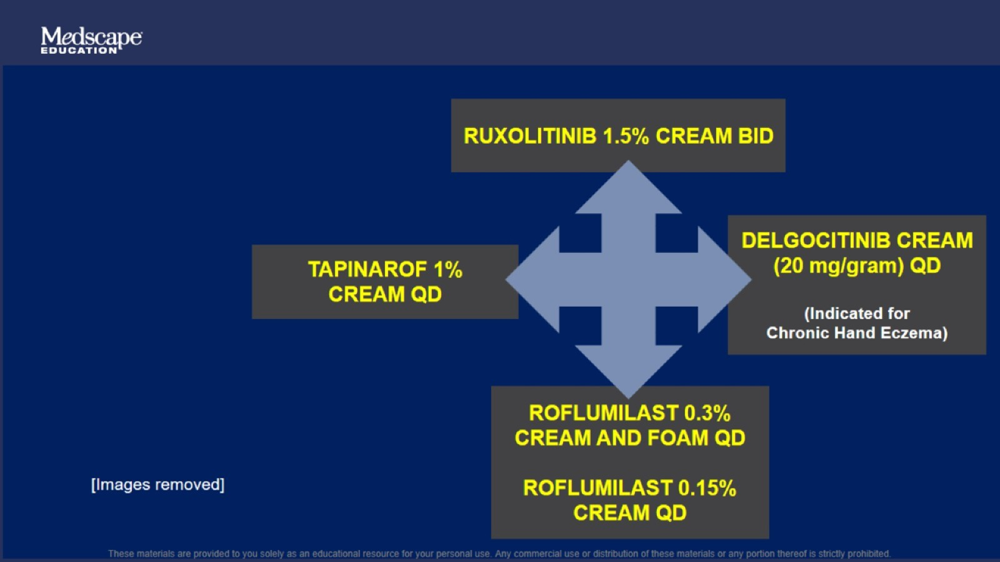 Medscape
EDUCATION
RUXOLITINIB 1.5% CREAM BID
TAPINAROF 1%
CREAM QD
DELGOCITINIB CREAM
(20 mg/gram) QD
(Indicated for
Chronic Hand Eczema)
ROFLUMILAST 0.3%
CREAM AND FOAM QD
ROFLUMILAST 0.15%
CREAM QD
[Images removed]
These materials are provided to you solely as an educational resource for your personal use. Any commercial use or distribution of these materials or any portion thereof is strictly prohibited.